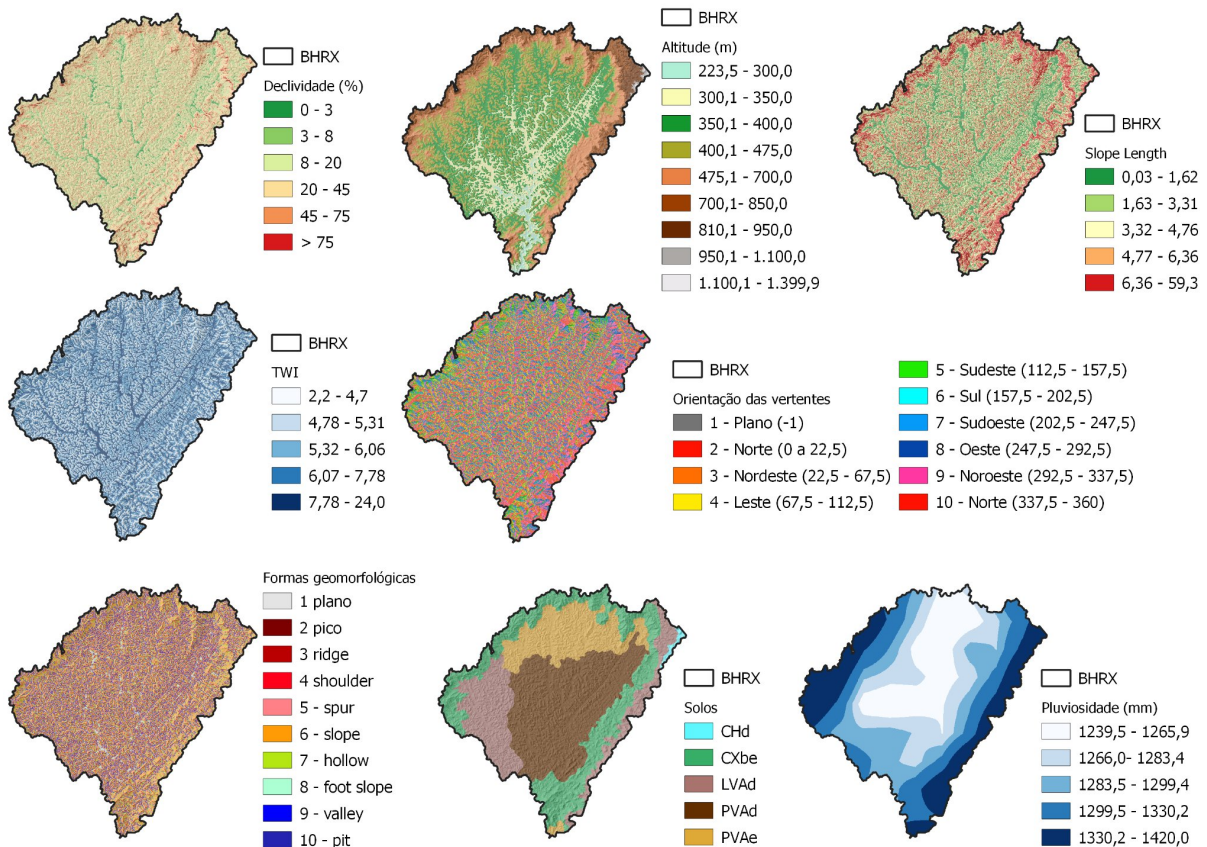 BHRX
Declividade (%)
0 - 3
3 - 8
8 - 20
20 - 45
45 - 75
> 75
BHRX
Altitude (m)
223,5 - 300,0
300,1 - 350,0
350,1 - 400,0
400,1 - 475,0
475,1 - 700,0
700,1- 850,0
810,1 - 950,0
950,1 - 1.100,0
1.100,1 - 1.399,9
BHRX
Slope Length
0,03 - 1,62
1,63 - 3,31
3,32 - 4,76
4,77 - 6,36
6,36 - 59,3
BHRX
TWI
2,2 - 4,7
4,78 - 5,31
5,32 - 6,06
6,07 - 7,78
7,78 - 24,0
BHRX
Orientação das vertentes
1 - Plano (-1)
2 - Norte (0 a 22,5)
3 - Nordeste (22,5 - 67,5)
4 - Leste (67,5 - 112,5)
5 - Sudeste (112,5 - 157,5)
6 - Sul (157,5 - 202,5)
7 - Sudoeste (202,5 - 247,5)
8 - Oeste (247,5 - 292,5)
9 - Noroeste (292,5 - 337,5)
10 - Norte (337,5 - 360)
Formas geomorfológicas
1 plano
2 pico
3 ridge
4 shoulder
5 - spur
6 - slope
7 - hollow
8 - foot slope
9 - valley
10 - pit
BHRX
Solos
CHd
CXbe
LVAd
PVAd
PVAe
BHRX
Pluviosidade (mm)
1239,5 - 1265,9
1266,0- 1283,4
1283,5 - 1299,4
1299,5 - 1330,2
1330,2 - 1420,0